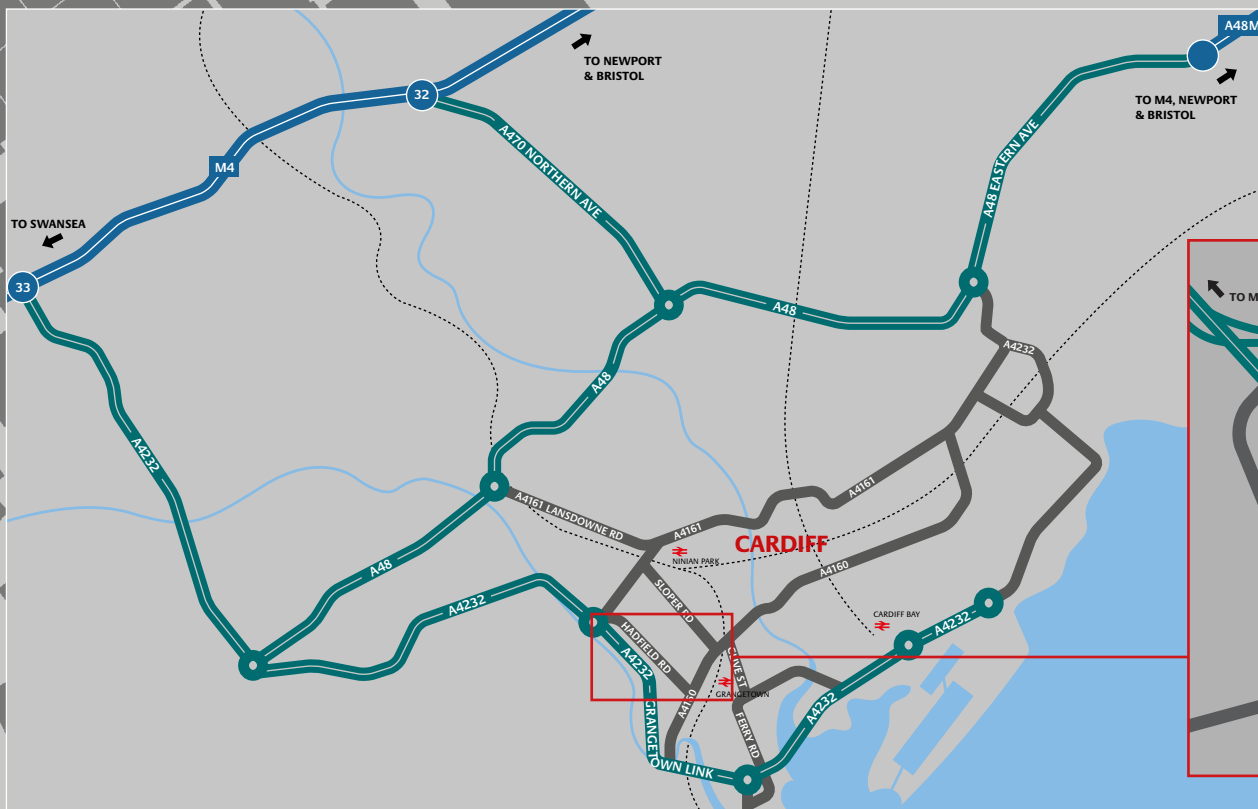 A48M
TO NEWPORT
& BRISTOL
32
TO M4, NEWPORT
& BRISTOL
A470 NORTHERN AVE
A48 EASTERN AVE
M4
TO SWANSEA
33
TO M
A48
A4232
A48
A4232
A4161 LANSDOWNE RD
A4161
A4161
CARDIFF
NINIAN PARK
A48
A4160
SLOPER RD
A4232
CARDIFF BAY
A4232
HADFIELD RD
A4232
CLIVE ST
GRANGETOWN
A4160
A4232
FERRY RD
GRANGETOWN LINK